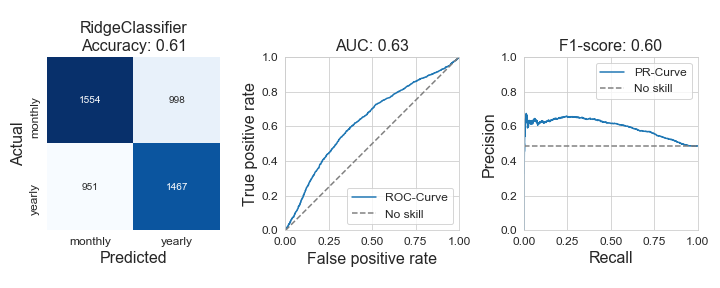 RidgeClassifier
Accuracy: 0.61
Actual
monthly
yearly
1554
998
951
1467
monthly
yearly
Predicted
AUC: 0.63
True positive rate
1.0
0.8
0.6
0.4
0.2
0.0
ROC-Curve
No skill
0.00
0.25
0.50
0.75
1.00
False positive rate
F1-score: 0.60
Precision
1.0
0.8
0.6
0.4
0.2
0.0
PR-Curve
No skill
0.00
0.25
0.50
0.75
1.00
Recall